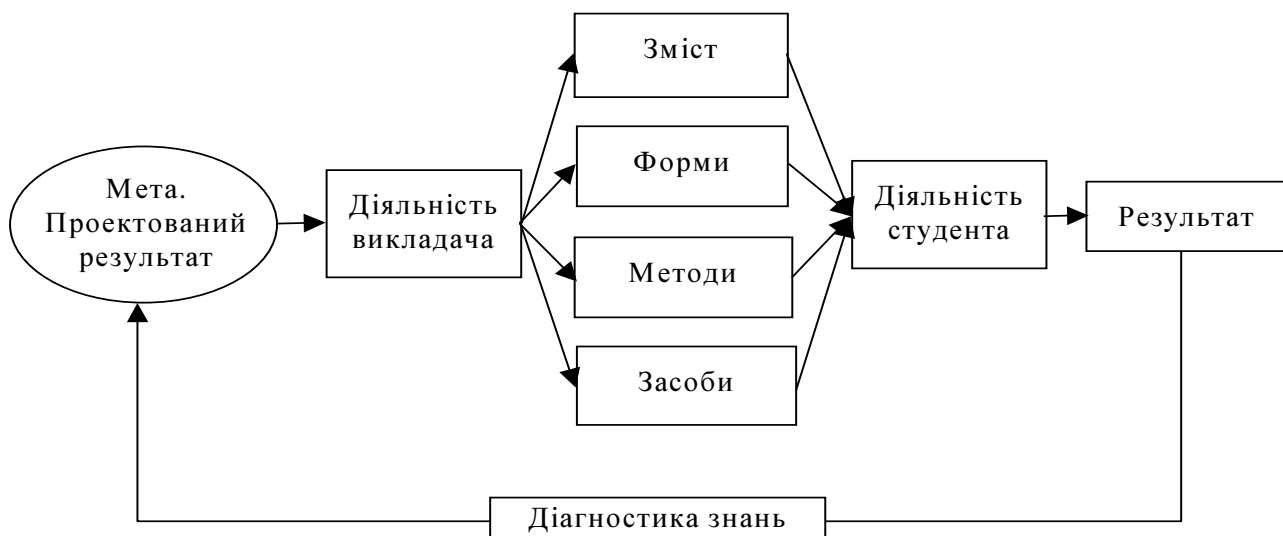 Зміст
Форми
Мета.
Проектований
результат
Діяльність
викладача
Методи
Засоби
Діяльність
студента
Результат
Діагностика знань